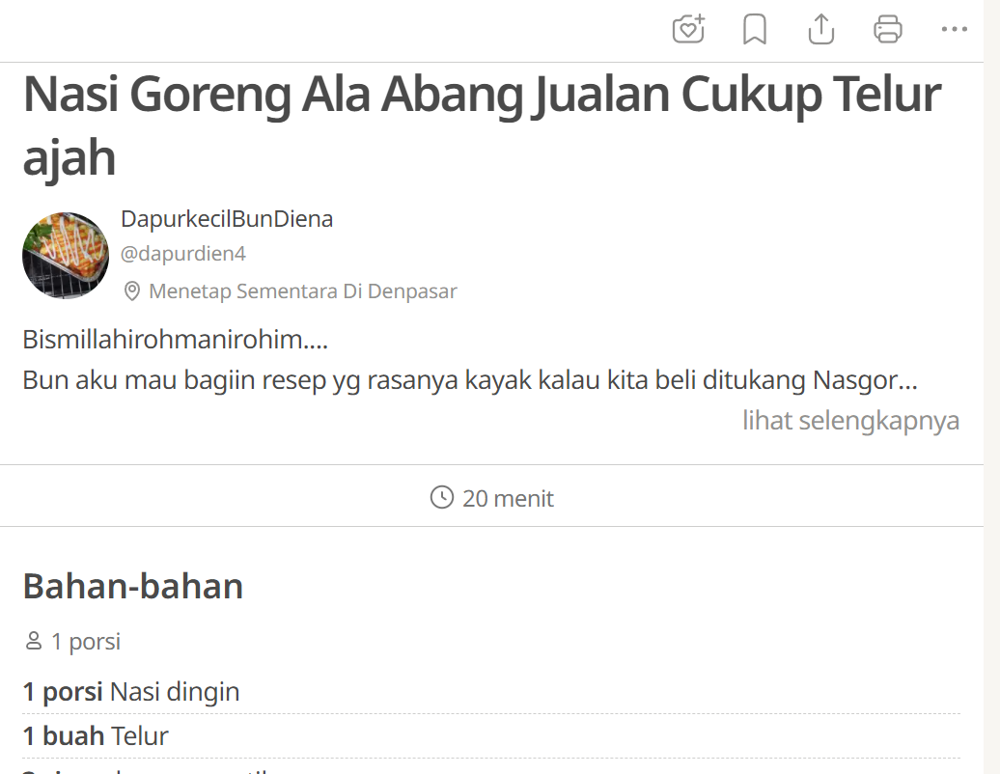 Nasi Goreng Ala Abang Jualan Cukup Telur
ajah
DapurkecilBunDiena
@dapurdien4
Menetap Sementara Di Denpasar
Bismillahirohmanirohim....
Bun aku mau bagiin resep yg rasanya kayak kalau kita beli ditukang Nasgor...
lihat selengkapnya
20 menit
Bahan-bahan
1 porsi
1 porsi Nasi dingin
1 buah Telur